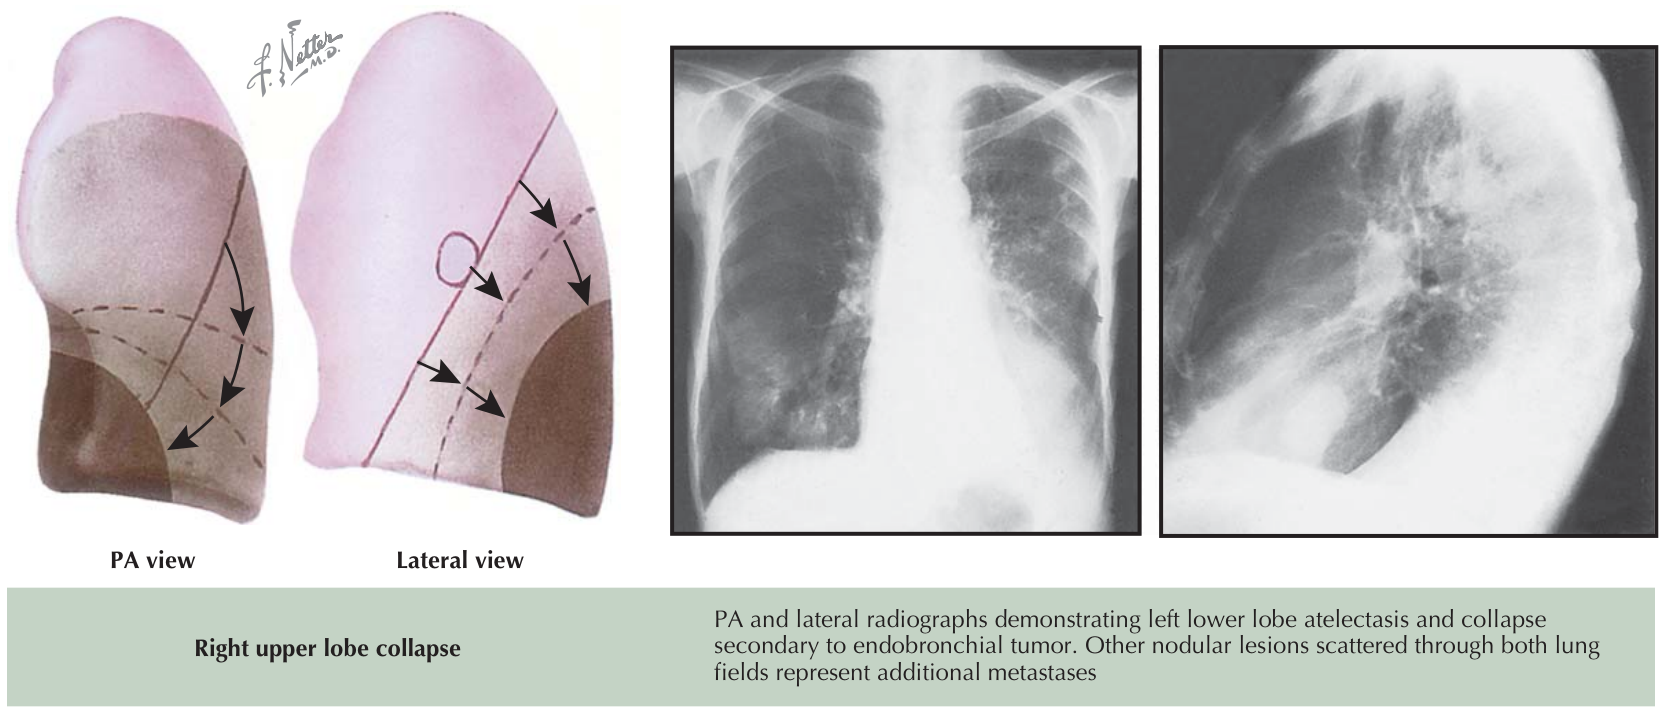 F. Netter
M.D.
PA view
Lateral view
Right upper lobe collapse
PA and lateral radiographs demonstrating left lower lobe atelectasis and collapse
secondary to endobronchial tumor. Other nodular lesions scattered through both lung
fields represent additional metastases